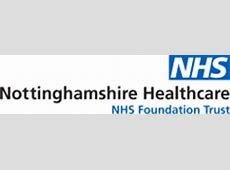 NHS
Nottinghamshire Healthcare
NHS Foundation Trust